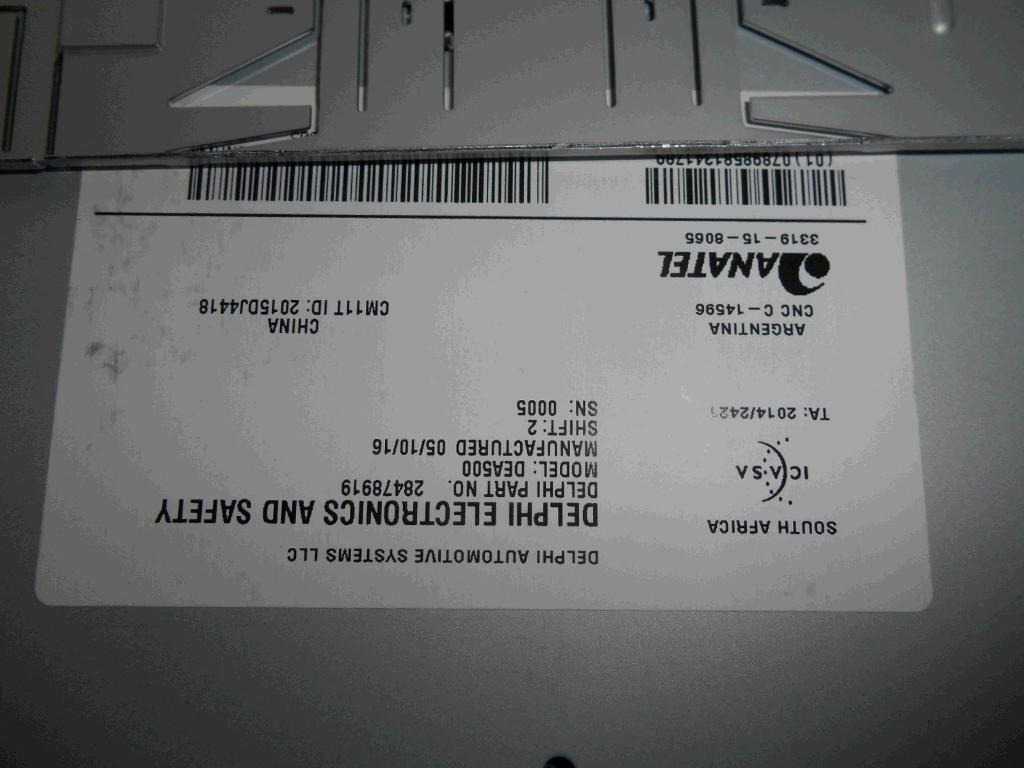 DELPHI AUTOMOTIVE SYSTEMS LLC
DELPHI ELECTRONICS AND SAFETY
DELPHI PART NO. 28478919
MODEL: DEA500
MANUFACTURED 05/10/16
SHIFT: 2
SN: 0005
SOUTH AFRICA
ICASA
TA: 2014/2421
ARGENTINA
CNC C-14596
CHINA
CMIIT ID: 2015DJ4418
ANATEL
3319-15-8065
(01)07898581241799